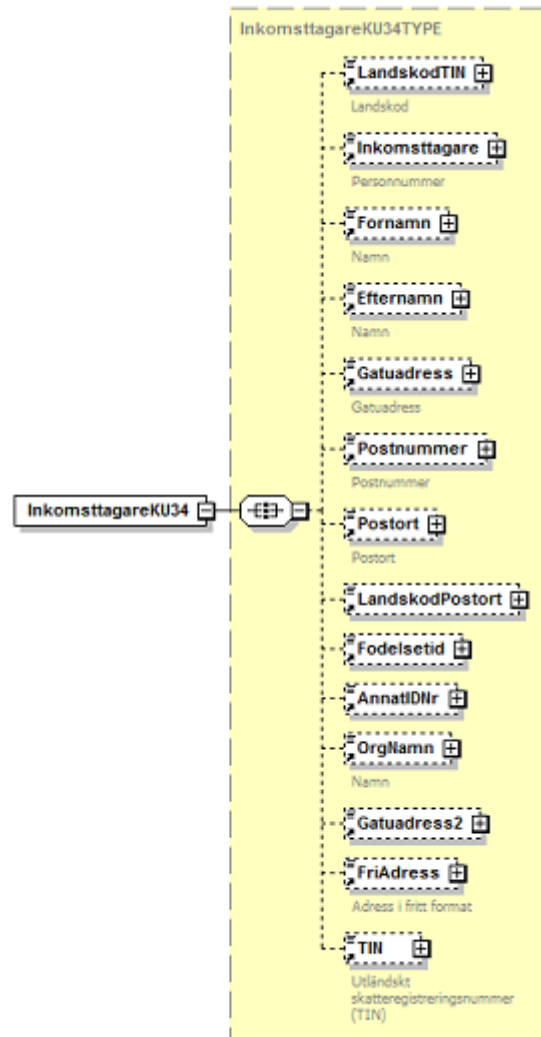 InkomsttagareKU34TYPE
LandskodTIN
Landskod
Inkomsttagare
Personnummer
Fornamn
Namn
Efternamn
Namn
Gatuadress
Gatuadress
Postnummer
Postnummer
InkomsttagareKU34
Postort
Postort
LandskodPostort
Fodelsetid
AnnatIDNr
OrgNamn
Namn
Gatuadress2
FriAdress
Adress i fritt format
TIN
Utländskt
skatteregistreringsnummer
(TIN)